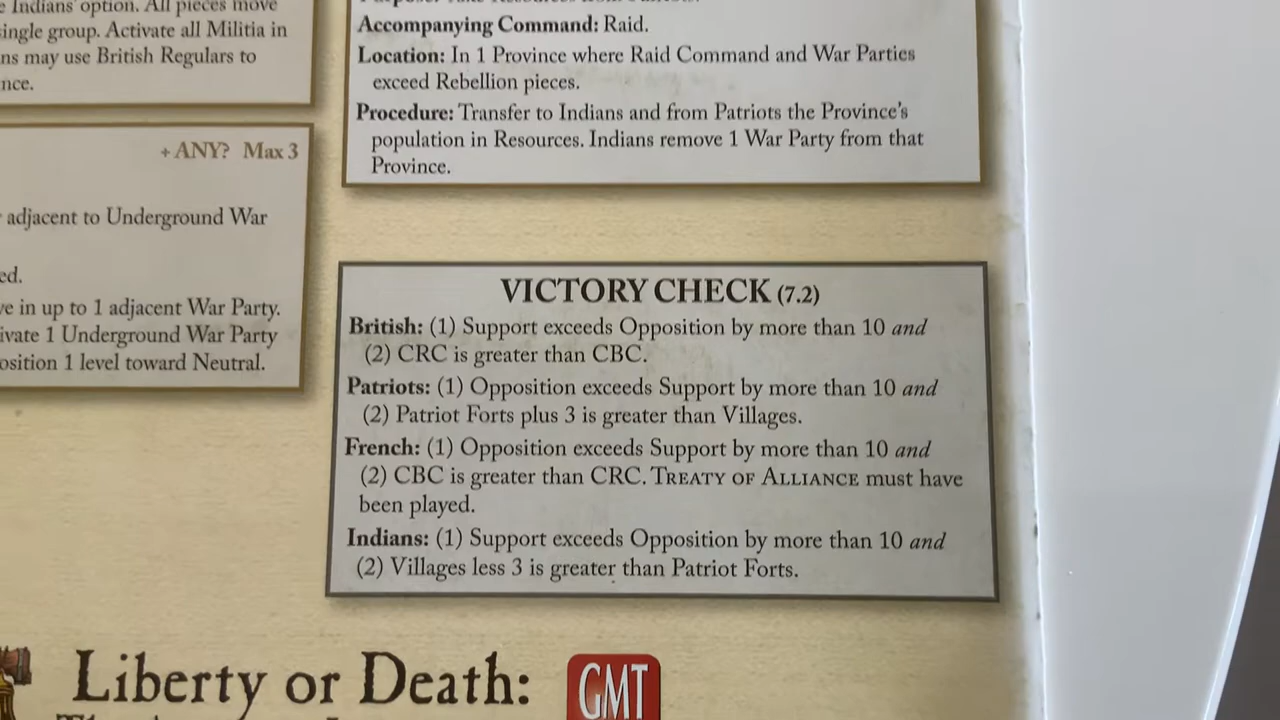 Indians' option. All pieces move
single group. Activate all Militia in
may use British Regulars to
+ ANY? Max 3
adjacent to Underground War
in up to 1 adjacent War Party.
1 Underground War Party
1 level toward Neutral.
Accompanying Command: Raid.
Location: In 1 Province where Raid Command and War Parties
exceed Rebellion pieces.
Procedure: Transfer to Indians and from Patriots the Province's
population in Resources. Indians remove 1 War Party from that
Province.
VICTORY CHECK (7.2)
British: (1) Support exceeds Opposition by more than 10 and
(2) CRC is greater than CBC.
Patriots: (1) Opposition exceeds Support by more than 10 and
(2) Patriot Forts plus 3 is greater than Villages.
French: (1) Opposition exceeds Support by more than 10 and
(2) CBC is greater than CRC. TREATY OF ALLIANCE must have
been played.
Indians: (1) Support exceeds Opposition by more than 10 and
(2) Villages less 3 is greater than Patriot Forts.
Liberty or Death:
GMT